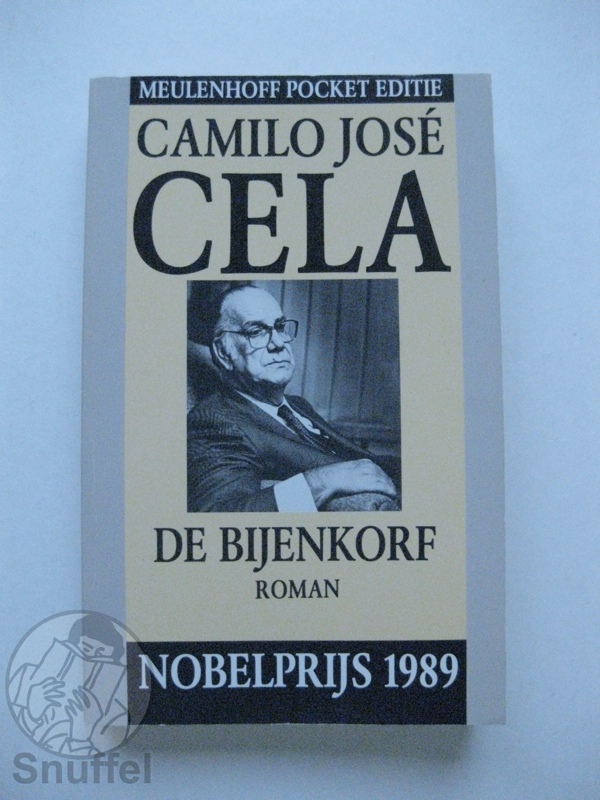 MEULENHOFF POCKET EDITIE
CAMILO JOSÉ
CELA
DE BIJENKORF
ROMAN
NOBELPRIJS 1989
Snuffel